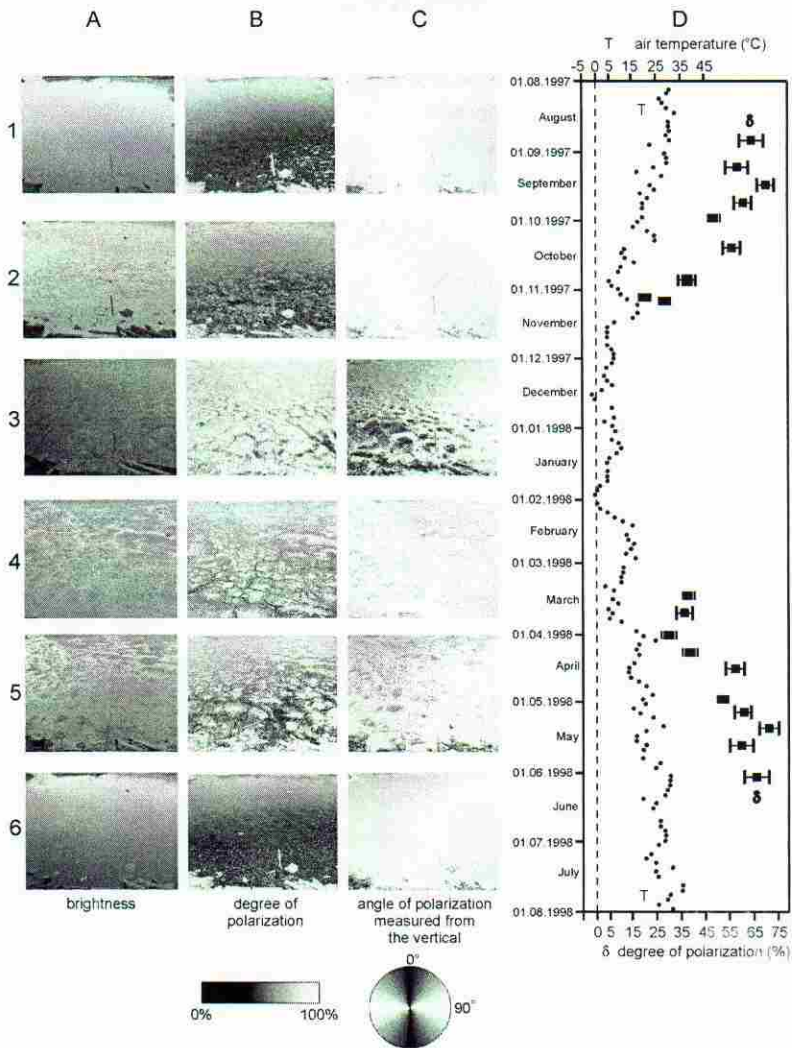 A B C D
T air temperature (°C)
-5 0 5 15 25 35 45
1
2
3
4
5
6
01.08.1997
August
01.09.1997
September
01.10.1997
October
01.11.1997
November
01.12.1997
December
01.01.1998
January
01.02.1998
February
01.03.1998
March
01.04.1998
April
01.05.1998
May
01.06.1998
June
01.07.1998
July
01.08.1998
T
δ
δ
T
0 5 15 25 35 45 55 65 75
δ degree of polarization (%)
brightness
degree of
polarization
angle of polarization
measured from
the vertical
0% 100%
0°
90°